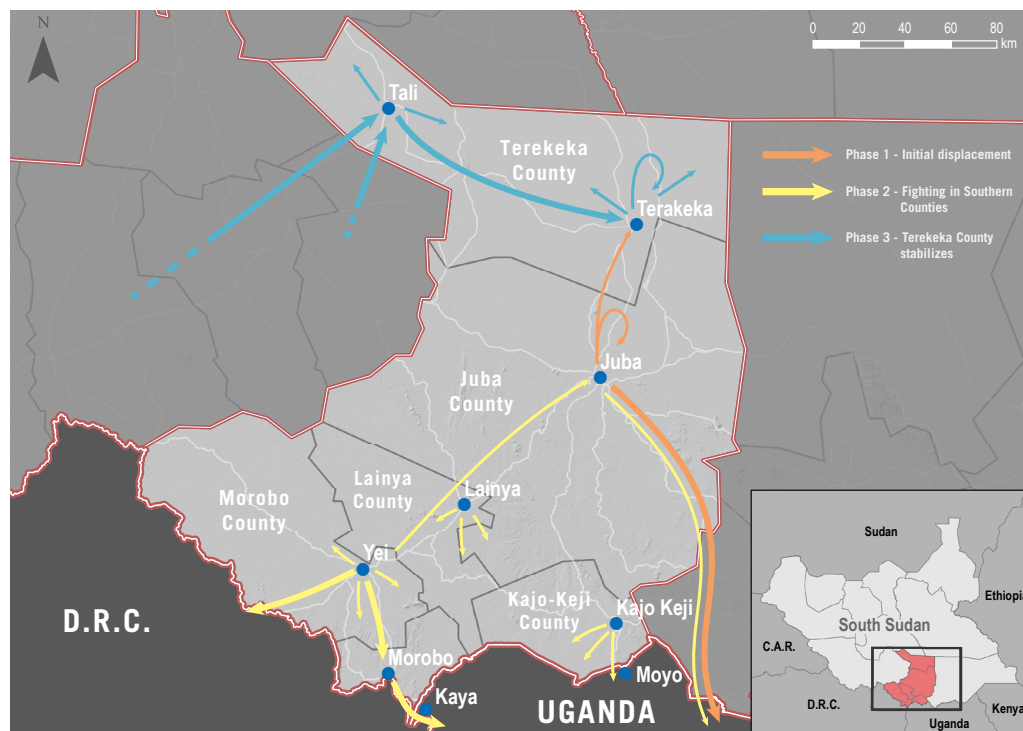 N
0 20 40 60 80
km
Tali
Terekeka
County
Terakeka
Phase 1 - Initial displacement
Phase 2 - Fighting in Southern
Counties
Phase 3 - Terekeka County
stabilizes
Juba
Juba
County
Lainya
County
Lainya
Morobo
County
Yei
Kajo-Keji
County
Kajo Keji
D.R.C.
Morobo
Moyo
Kaya
UGANDA
Sudan
Ethiopia
South Sudan
C.A.R.
D.R.C.
Kenya
Uganda